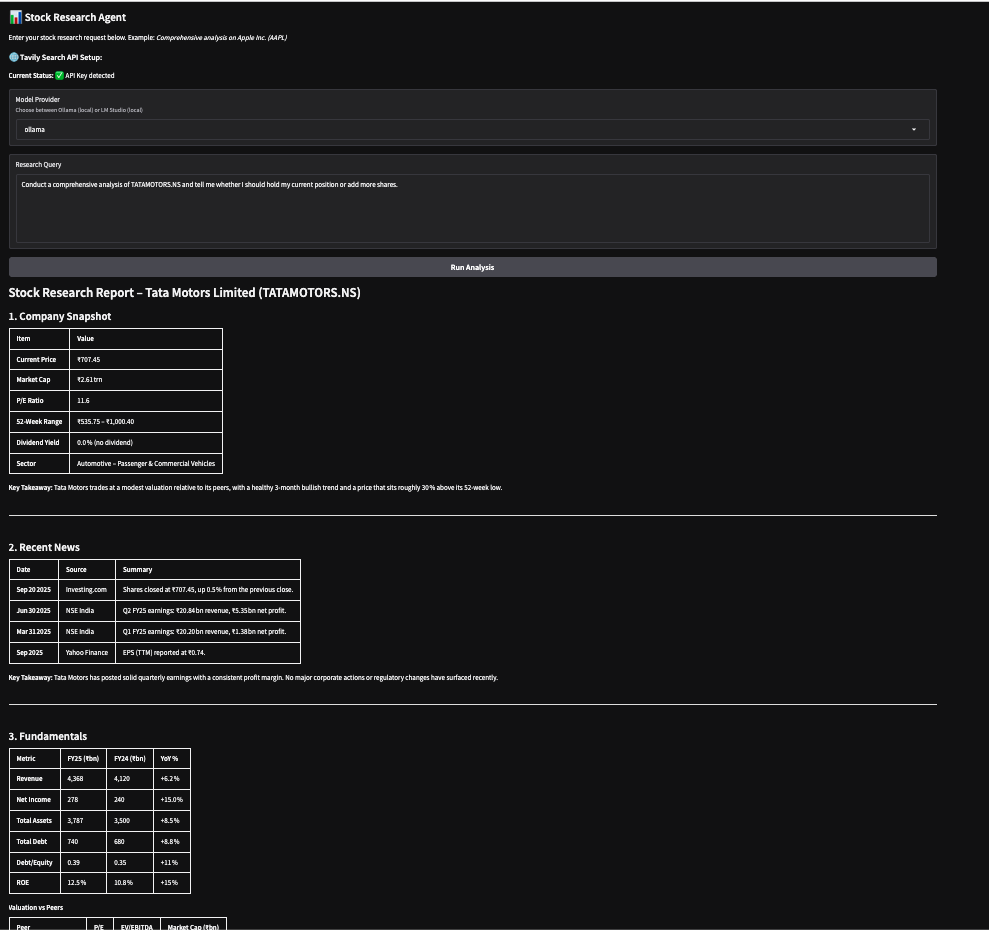 📊 Stock Research Agent
Enter your stock research request below. Example: Comprehensive analysis on Apple Inc. (AAPL)
🌐 Tavily Search API Setup:
Current Status: ✅ API Key detected
Model Provider
Choose between Ollama (local) or LM Studio (local)
ollama
Research Query
Conduct a comprehensive analysis of TATAMOTORS.NS and tell me whether I should hold my current position or add more shares.
Run Analysis
Stock Research Report – Tata Motors Limited (TATAMOTORS.NS)
1. Company Snapshot
Item Value
Current Price ₹707.45
Market Cap ₹2.61trn
P/E Ratio 11.6
52-Week Range ₹535.75 – ₹1,000.40
Dividend Yield 0.0% (no dividend)
Sector Automotive – Passenger & Commercial Vehicles
Key Takeaway: Tata Motors trades at a modest valuation relative to its peers, with a healthy 3-month bullish trend and a price that sits roughly 30% above its 52-week low.
2. Recent News
Date Source Summary
Sep 20 2025 Investing.com Shares closed at ₹707.45, up 0.5% from the previous close.
Jun 30 2025 NSE India Q2 FY25 earnings: ₹20.84bn revenue, ₹5.35bn net profit.
Mar 31 2025 NSE India Q1 FY25 earnings: ₹20.20bn revenue, ₹1.38bn net profit.
Sep 2025 Yahoo Finance EPS (TTM) reported at ₹0.74.
Key Takeaway: Tata Motors has posted solid quarterly earnings with a consistent profit margin. No major corporate actions or regulatory changes have surfaced recently.
3. Fundamentals
Metric FY25 (₹bn) FY24 (₹bn) YoY %
Revenue 4,368 4,120 +6.2%
Net Income 278 240 +15.0%
Total Assets 3,787 3,500 +8.5%
Total Debt 740 680 +8.8%
Debt/Equity 0.39 0.35 +11%
ROE 12.5% 10.8% +15%
Valuation vs Peers
Peer P/E EV/EBITDA Market Cap (₹bn)